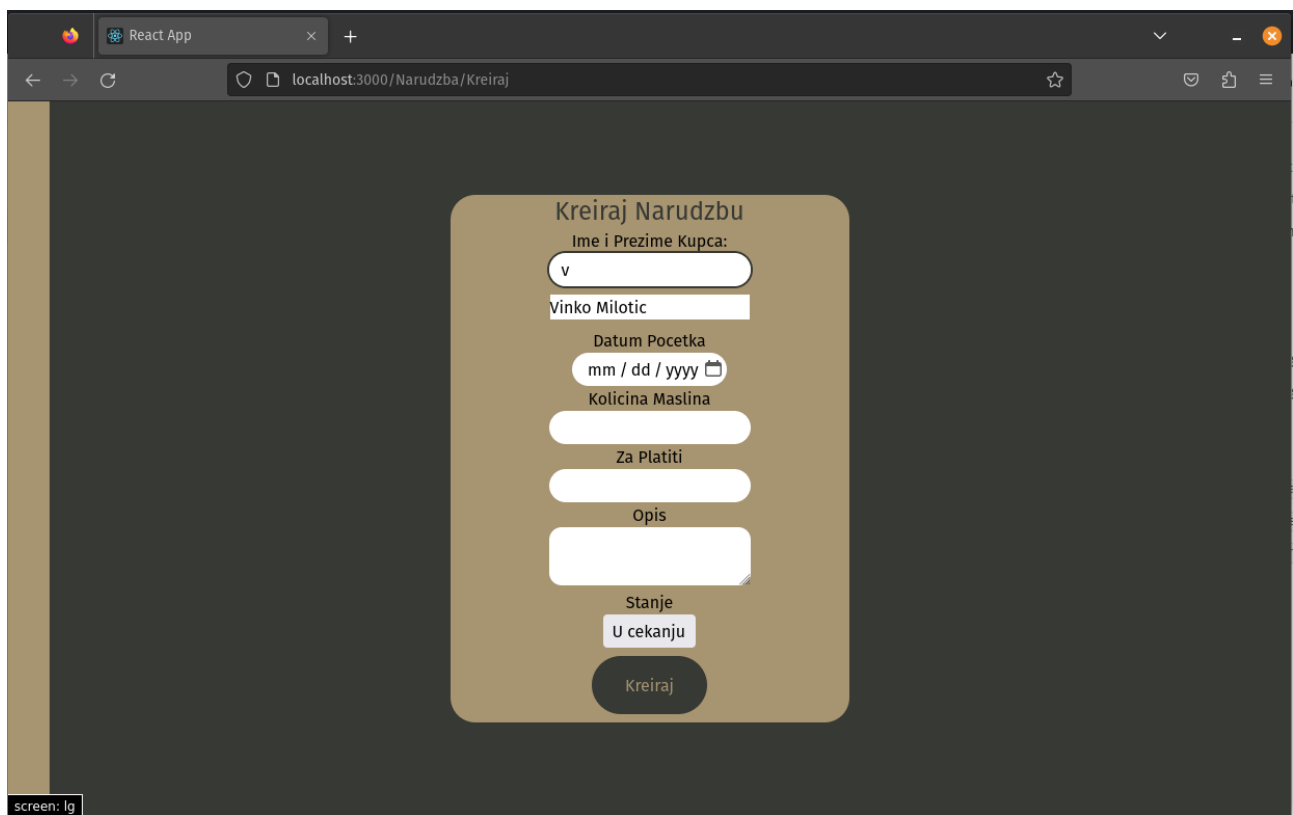 React App
localhost:3000/Narudzba/Kreiraj
Kreiraj Narudzbu
Ime i Prezime Kupca:
v
Vinko Milotic
Datum Pocetka
mm / dd / yyyy
Kolicina Maslina
Za Platiti
Opis
Stanje
U cekanju
Kreiraj
screen: lg